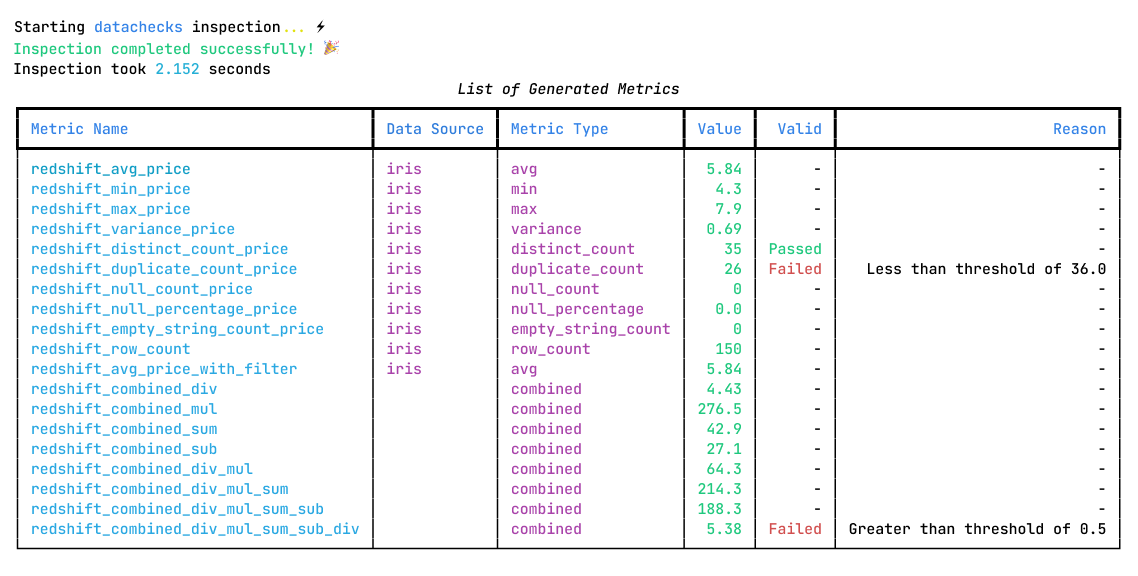 Starting datachecks inspection... ⚡
Inspection completed successfully! 🎉
Inspection took 2.152 seconds
List of Generated Metrics
Metric Name Data Source Metric Type Value Valid Reason
redshift_avg_price iris avg 5.84 - -
redshift_min_price iris min 4.3 - -
redshift_max_price iris max 7.9 - -
redshift_variance_price iris variance 0.69 - -
redshift_distinct_count_price iris distinct_count 35 Passed -
redshift_duplicate_count_price iris duplicate_count 26 Failed Less than threshold of 36.0
redshift_null_count_price iris null_count 0 - -
redshift_null_percentage_price iris null_percentage 0.0 - -
redshift_empty_string_count_price iris empty_string_count 0 - -
redshift_row_count iris row_count 150 - -
redshift_avg_price_with_filter iris avg 5.84 - -
redshift_combined_div combined 4.43 - -
redshift_combined_mul combined 276.5 - -
redshift_combined_sum combined 42.9 - -
redshift_combined_sub combined 27.1 - -
redshift_combined_div_mul combined 64.3 - -
redshift_combined_div_mul_sum combined 214.3 - -
redshift_combined_div_mul_sum_sub combined 188.3 - -
redshift_combined_div_mul_sum_sub_div combined 5.38 Failed Greater than threshold of 0.5